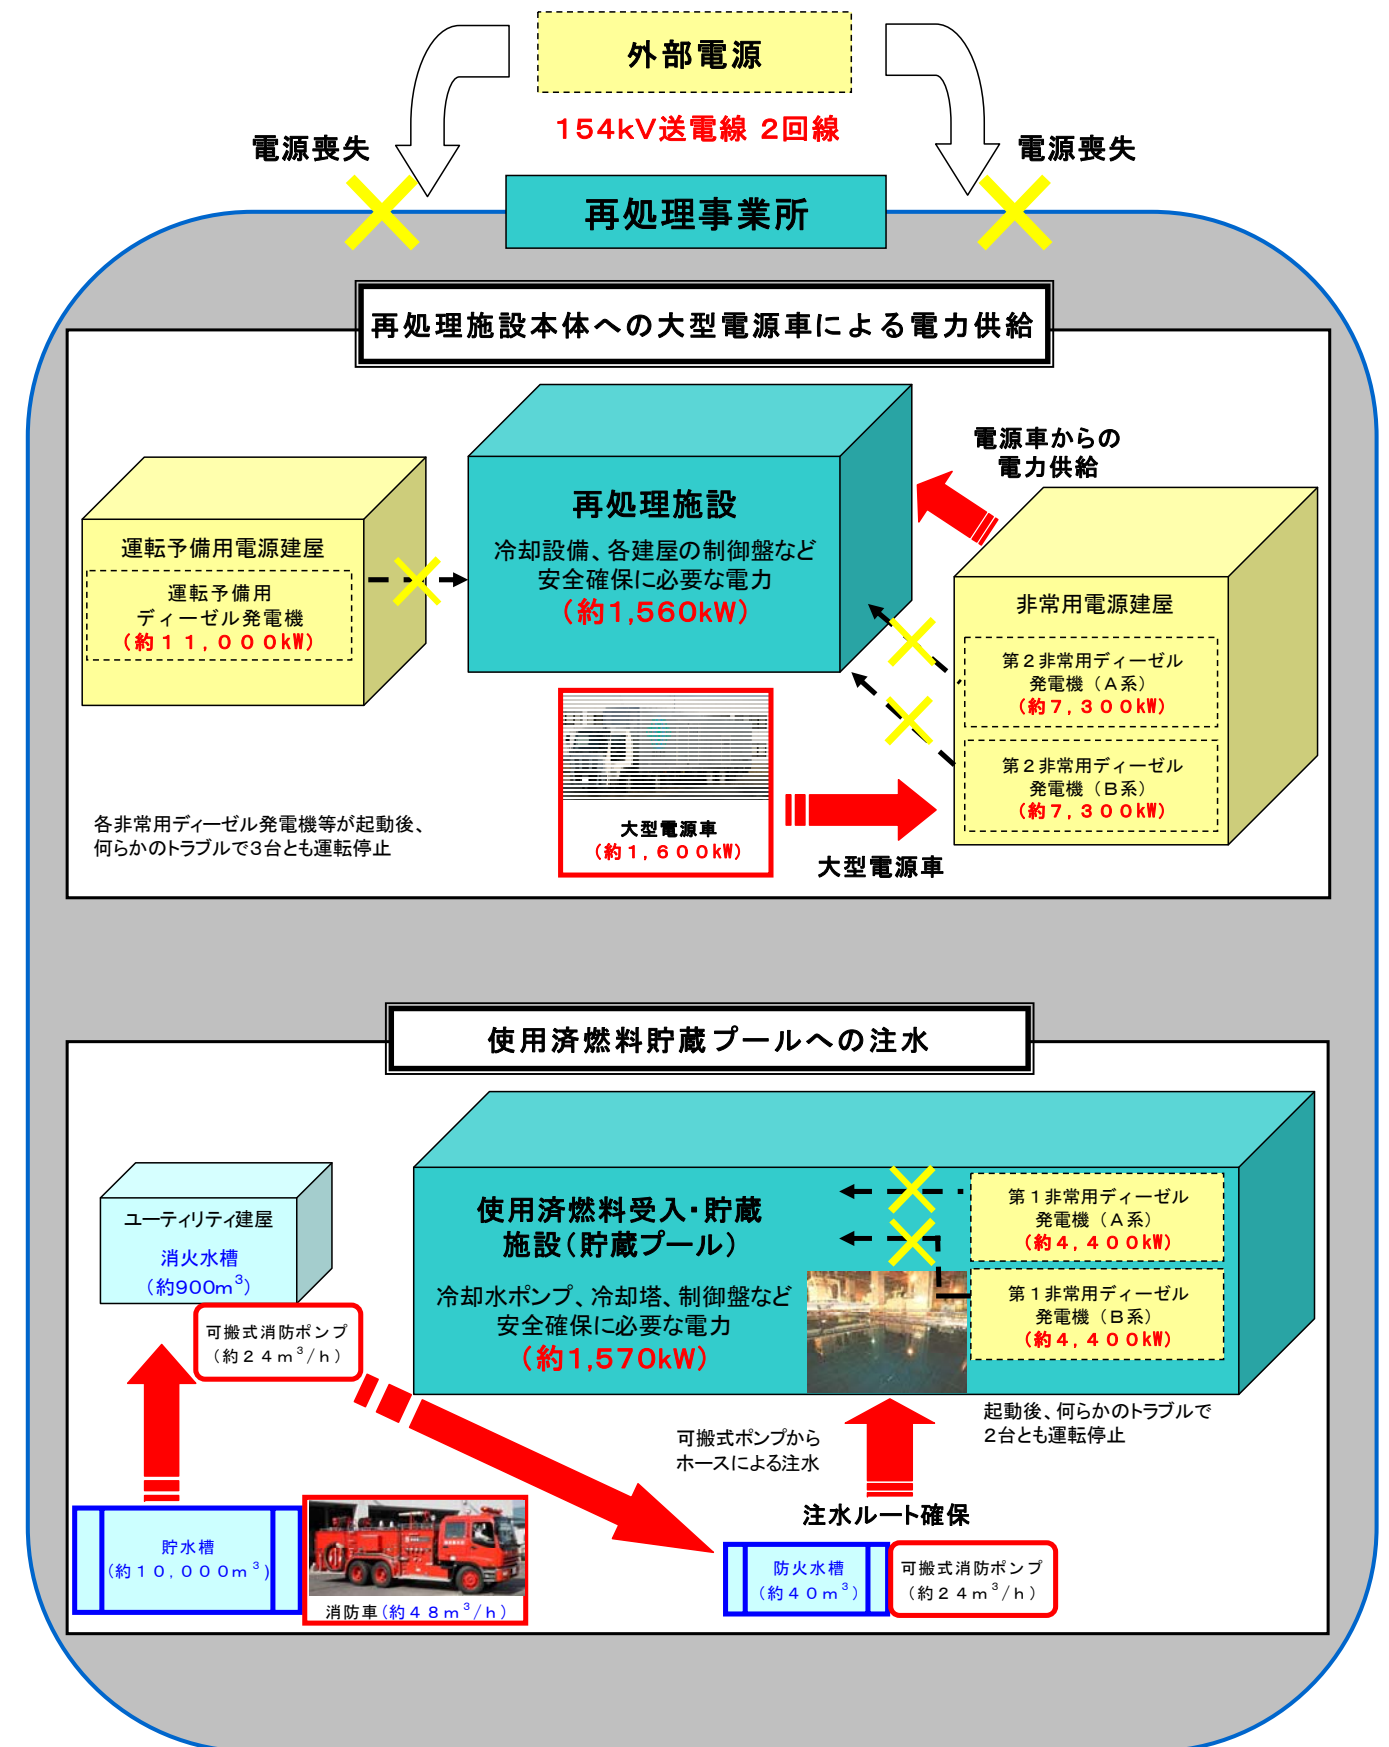 外部電源
154kV送電線 2回線
電源喪失
電源喪失
再処理事業所
再処理施設本体への大型電源車による電力供給
電源車からの
電力供給
再処理施設
冷却設備、各建屋の制御盤など
安全確保に必要な電力
(約1,560kW)
運転予備用電源建屋
運転予備用
ディーゼル発電機
(約11,000kW)
非常用電源建屋
第2非常用ディーゼル
発電機(A系)
(約7,300kW)
第2非常用ディーゼル
発電機(B系)
(約7,300kW)
大型電源車
(約1,600kW)
大型電源車
各非常用ディーゼル発電機等が起動後、
何らかのトラブルで3台とも運転停止
使用済燃料貯蔵プールへの注水
ユーティリティ建屋
消火水槽
(約900m³)
可搬式消防ポンプ
(約24m³/h)
使用済燃料受入・貯蔵
施設(貯蔵プール)
冷却水ポンプ、冷却塔、制御盤など
安全確保に必要な電力
(約1,570kW)
第1非常用ディーゼル
発電機(A系)
(約4,400kW)
第1非常用ディーゼル
発電機(B系)
(約4,400kW)
起動後、何らかのトラブルで
2台とも運転停止
可搬式ポンプから
ホースによる注水
注水ルート確保
貯水槽
(約10,000m³)
消防車(約48m³/h)
防火水槽
(約40m³)
可搬式消防ポンプ
(約24m³/h)